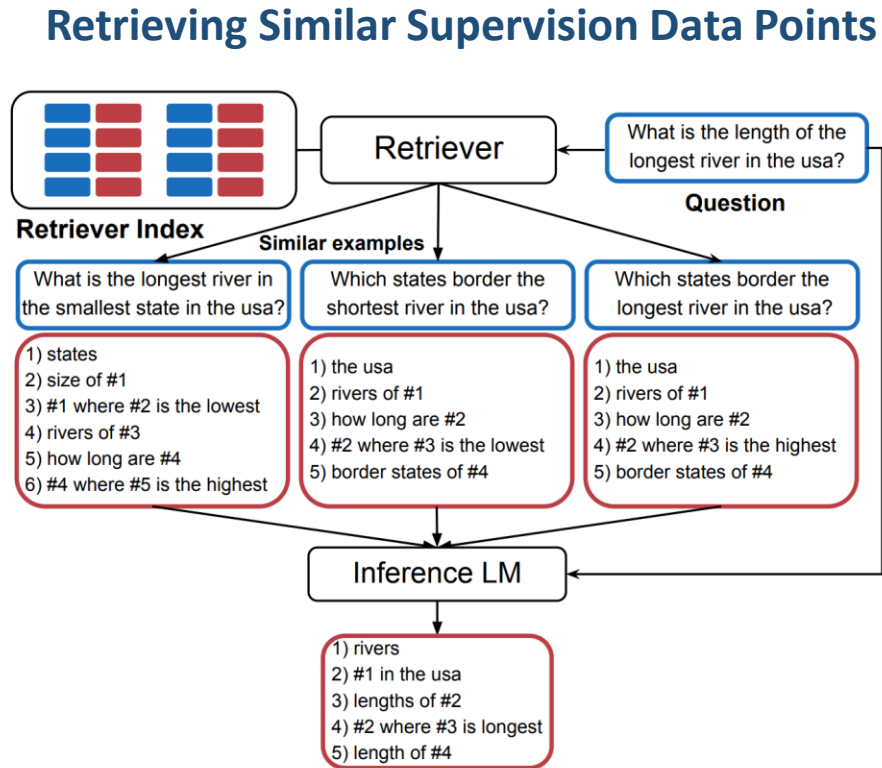 Retrieving Similar Supervision Data Points
Retriever
What is the length of the
longest river in the usa?
Question
Retriever Index
Similar examples
What is the longest river in
the smallest state in the usa?
Which states border the
shortest river in the usa?
Which states border the
longest river in the usa?
1) states
2) size of #1
3) #1 where #2 is the lowest
4) rivers of #3
5) how long are #4
6) #4 where #5 is the highest
1) the usa
2) rivers of #1
3) how long are #2
4) #2 where #3 is the lowest
5) border states of #4
1) the usa
2) rivers of #1
3) how long are #2
4) #2 where #3 is the highest
5) border states of #4
Inference LM
1) rivers
2) #1 in the usa
3) lengths of #2
4) #2 where #3 is longest
5) length of #4